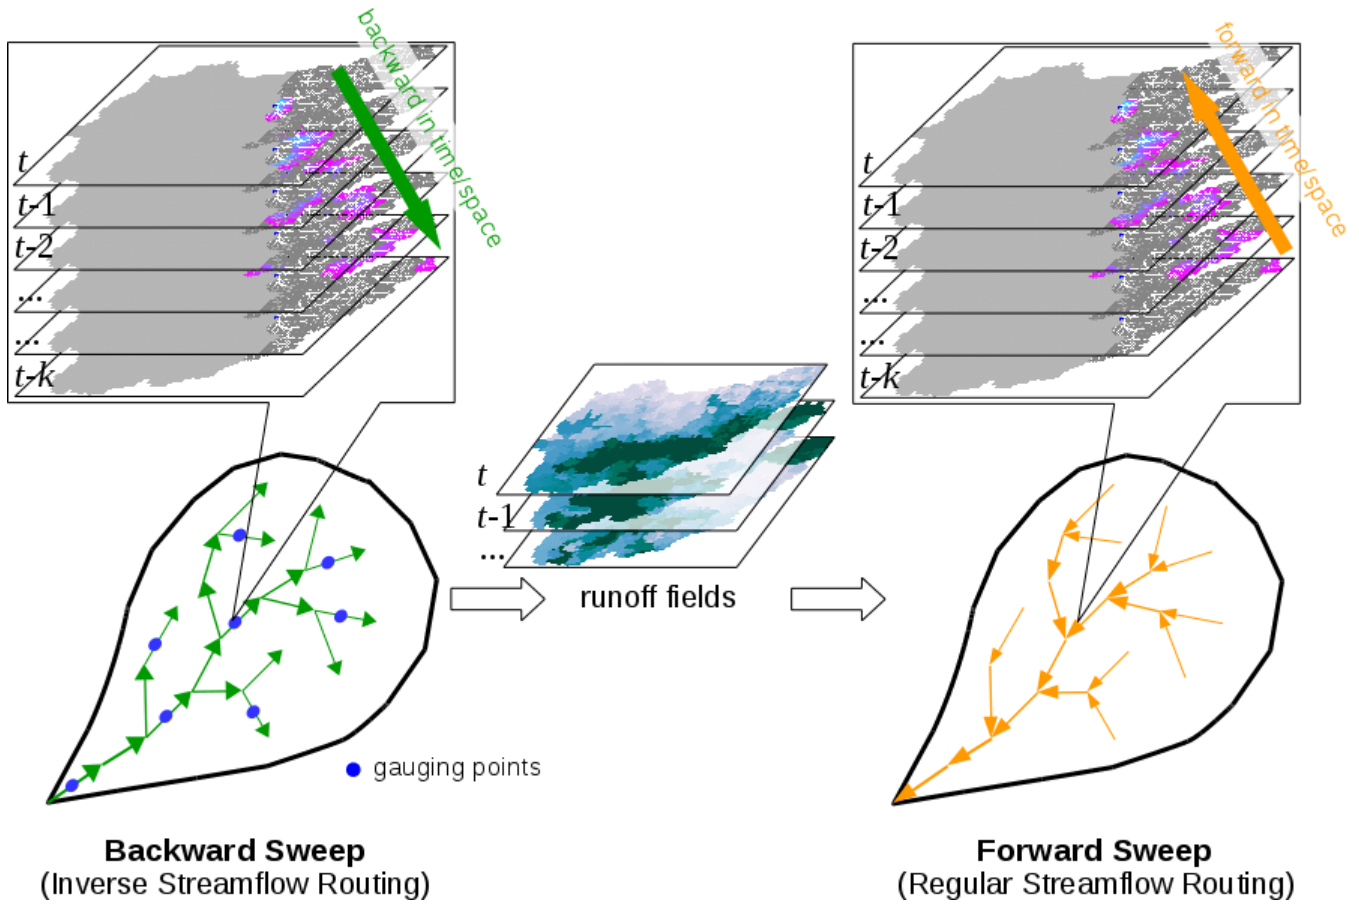 backward in time/space
t
t-1
t-2
...
...
t-k
forward in time/space
t
t-1
t-2
...
...
t-k
t
t-1
...
runoff fields
gauging points
Backward Sweep
(Inverse Streamflow Routing)
Forward Sweep
(Regular Streamflow Routing)